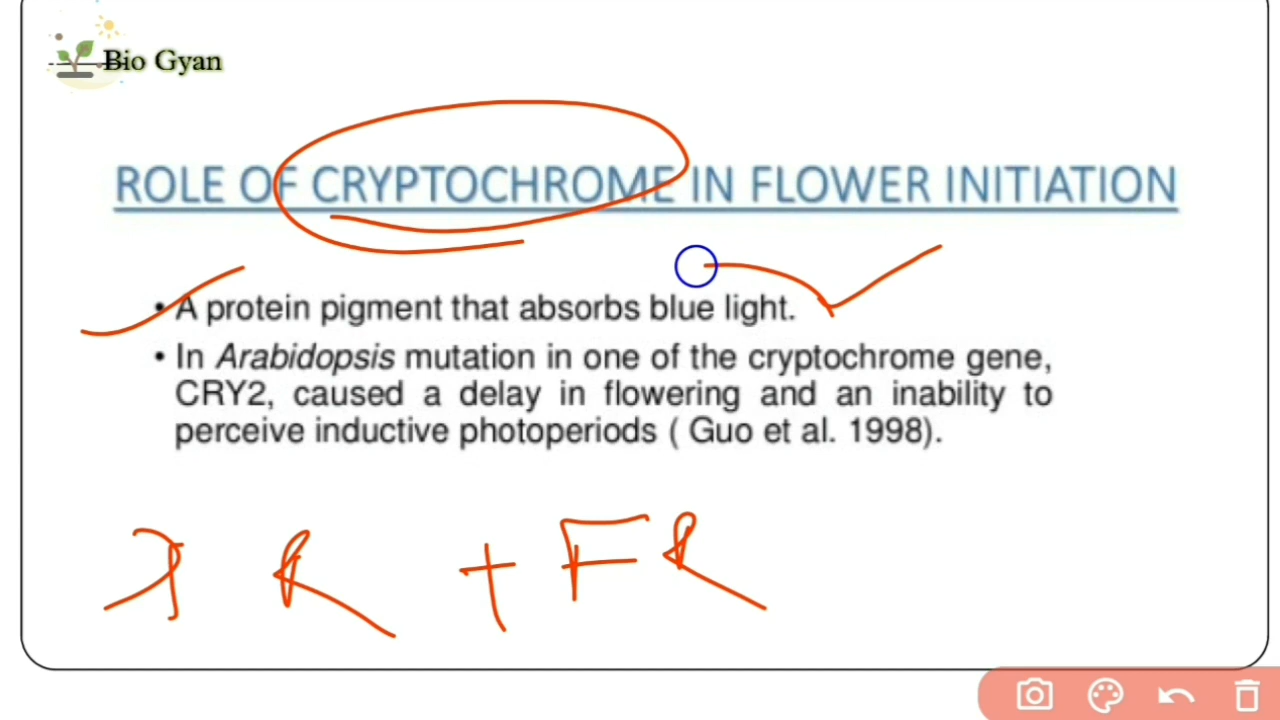 Bio Gyan
ROLE OF CRYPTOCHROME IN FLOWER INITIATION
• A protein pigment that absorbs blue light.
• In Arabidopsis mutation in one of the cryptochrome gene,
CRY2, caused a delay in flowering and an inability to
perceive inductive photoperiods ( Guo et al. 1998).
R + FR